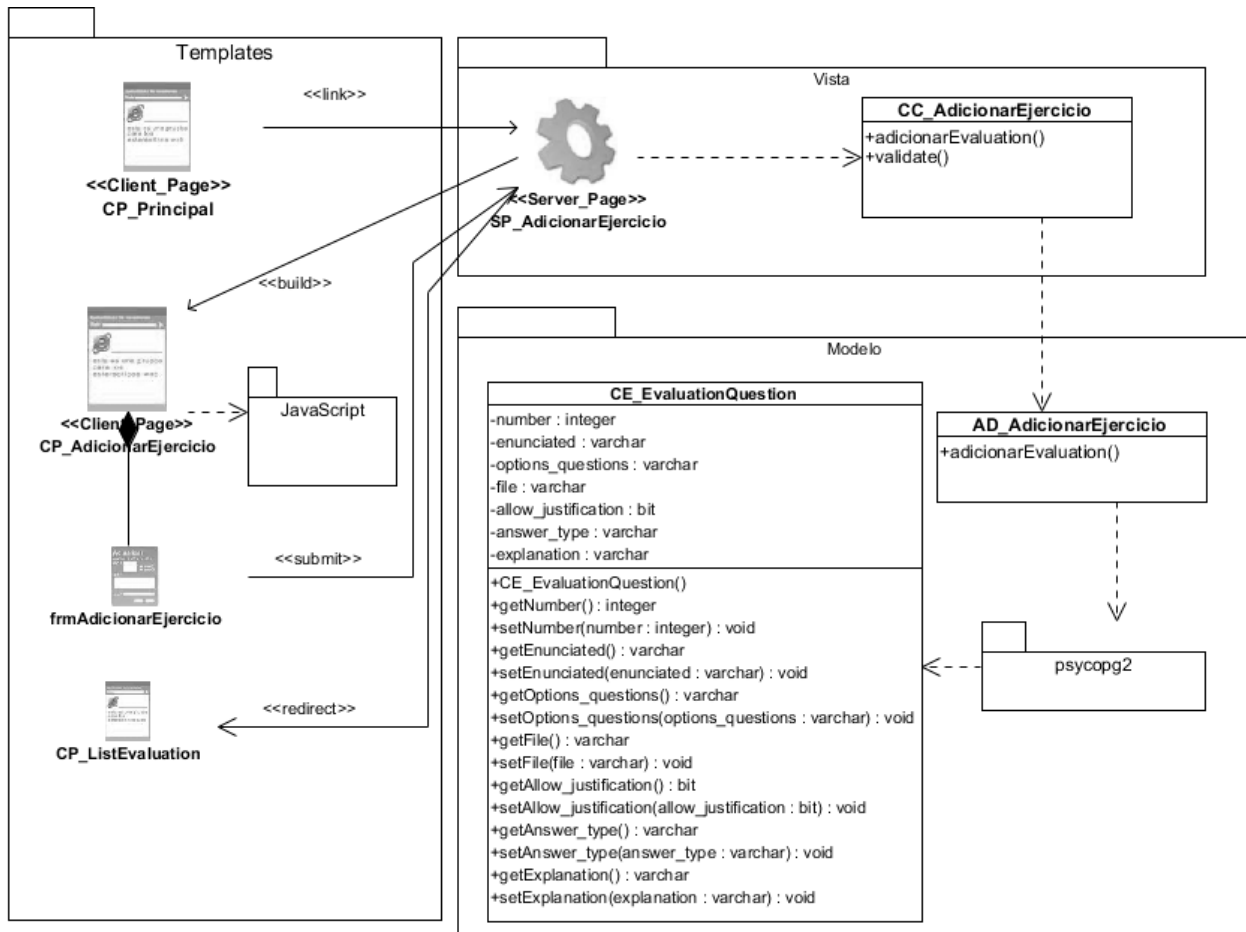 Templates
<<link>>
<<Client_Page>>
CP_Principal
<<build>>
<<Client_Page>>
CP_AdicionarEjercicio
JavaScript
<<submit>>
frmAdicionarEjercicio
<<redirect>>
CP_ListEvaluation
Vista
<<Server_Page>>
SP_AdicionarEjercicio
CC_AdicionarEjercicio
+adicionarEvaluation()
+validate()
Modelo
CE_EvaluationQuestion
-number : integer
-enunciated : varchar
-options_questions : varchar
-file : varchar
-allow_justification : bit
-answer_type : varchar
-explanation : varchar
+CE_EvaluationQuestion()
+getNumber() : integer
+setNumber(number : integer) : void
+getEnunciated() : varchar
+setEnunciated(enunciated : varchar) : void
+getOptions_questions() : varchar
+setOptions_questions(options_questions : varchar) : void
+getFile() : varchar
+setFile(file : varchar) : void
+getAllow_justification() : bit
+setAllow_justification(allow_justification : bit) : void
+getAnswer_type() : varchar
+setAnswer_type(answer_type : varchar) : void
+getExplanation() : varchar
+setExplanation(explanation : varchar) : void
AD_AdicionarEjercicio
+adicionarEvaluation()
psycopg2